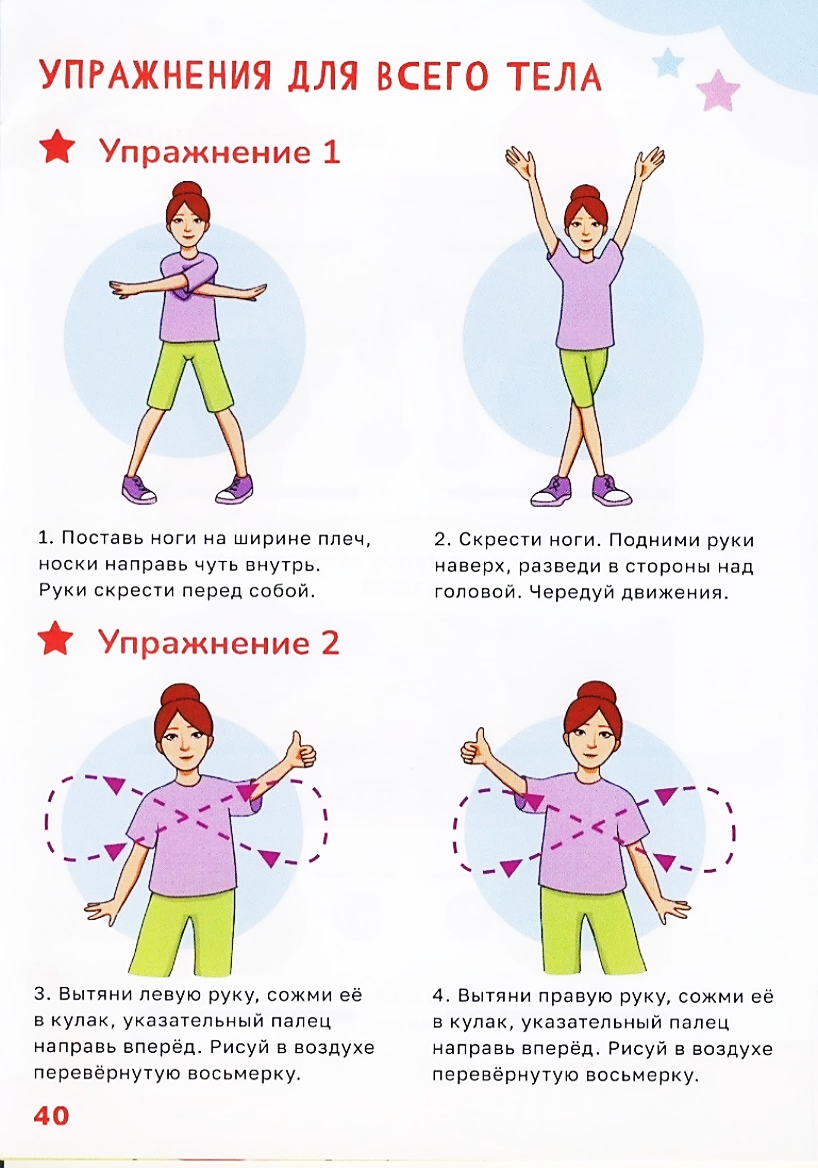 УПРАЖНЕНИЯ ДЛЯ ВСЕГО ТЕЛА
Упражнение 1
1. Поставь ноги на ширине плеч,
носки направь чуть внутрь.
Руки скрести перед собой.
2. Скрести ноги. Подними руки
наверх, разведи в стороны над
головой. Чередуй движения.
Упражнение 2
3. Вытяни левую руку, сожми её
в кулак, указательный палец
направь вперёд. Рисуй в воздухе
перевёрнутую восьмерку.
4. Вытяни правую руку, сожми её
в кулак, указательный палец
направь вперёд. Рисуй в воздухе
перевёрнутую восьмерку.
40